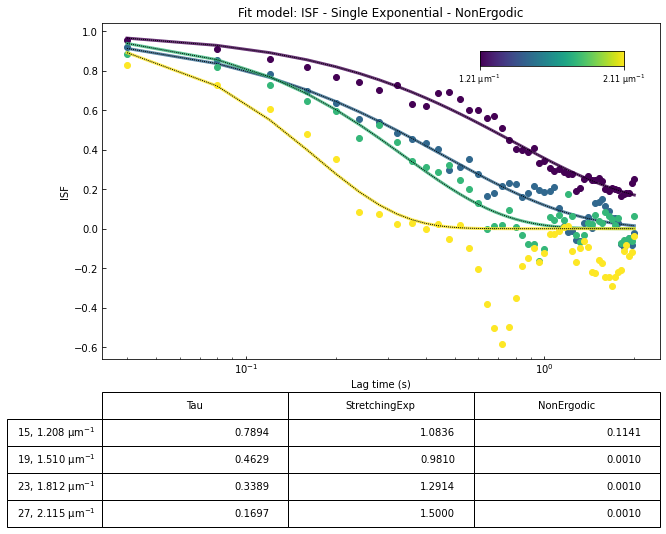 Fit model: ISF - Single Exponential - NonErgodic
1.0
0.8
0.6
0.4
0.2
0.0
−0.2
−0.4
−0.6
ISF
1.21 μm⁻¹
2.11 μm⁻¹
10⁻¹
10⁰
Lag time (s)
Tau StretchingExp NonErgodic
15, 1.208 μm⁻¹ 0.7894 1.0836 0.1141
19, 1.510 μm⁻¹ 0.4629 0.9810 0.0010
23, 1.812 μm⁻¹ 0.3389 1.2914 0.0010
27, 2.115 μm⁻¹ 0.1697 1.5000 0.0010